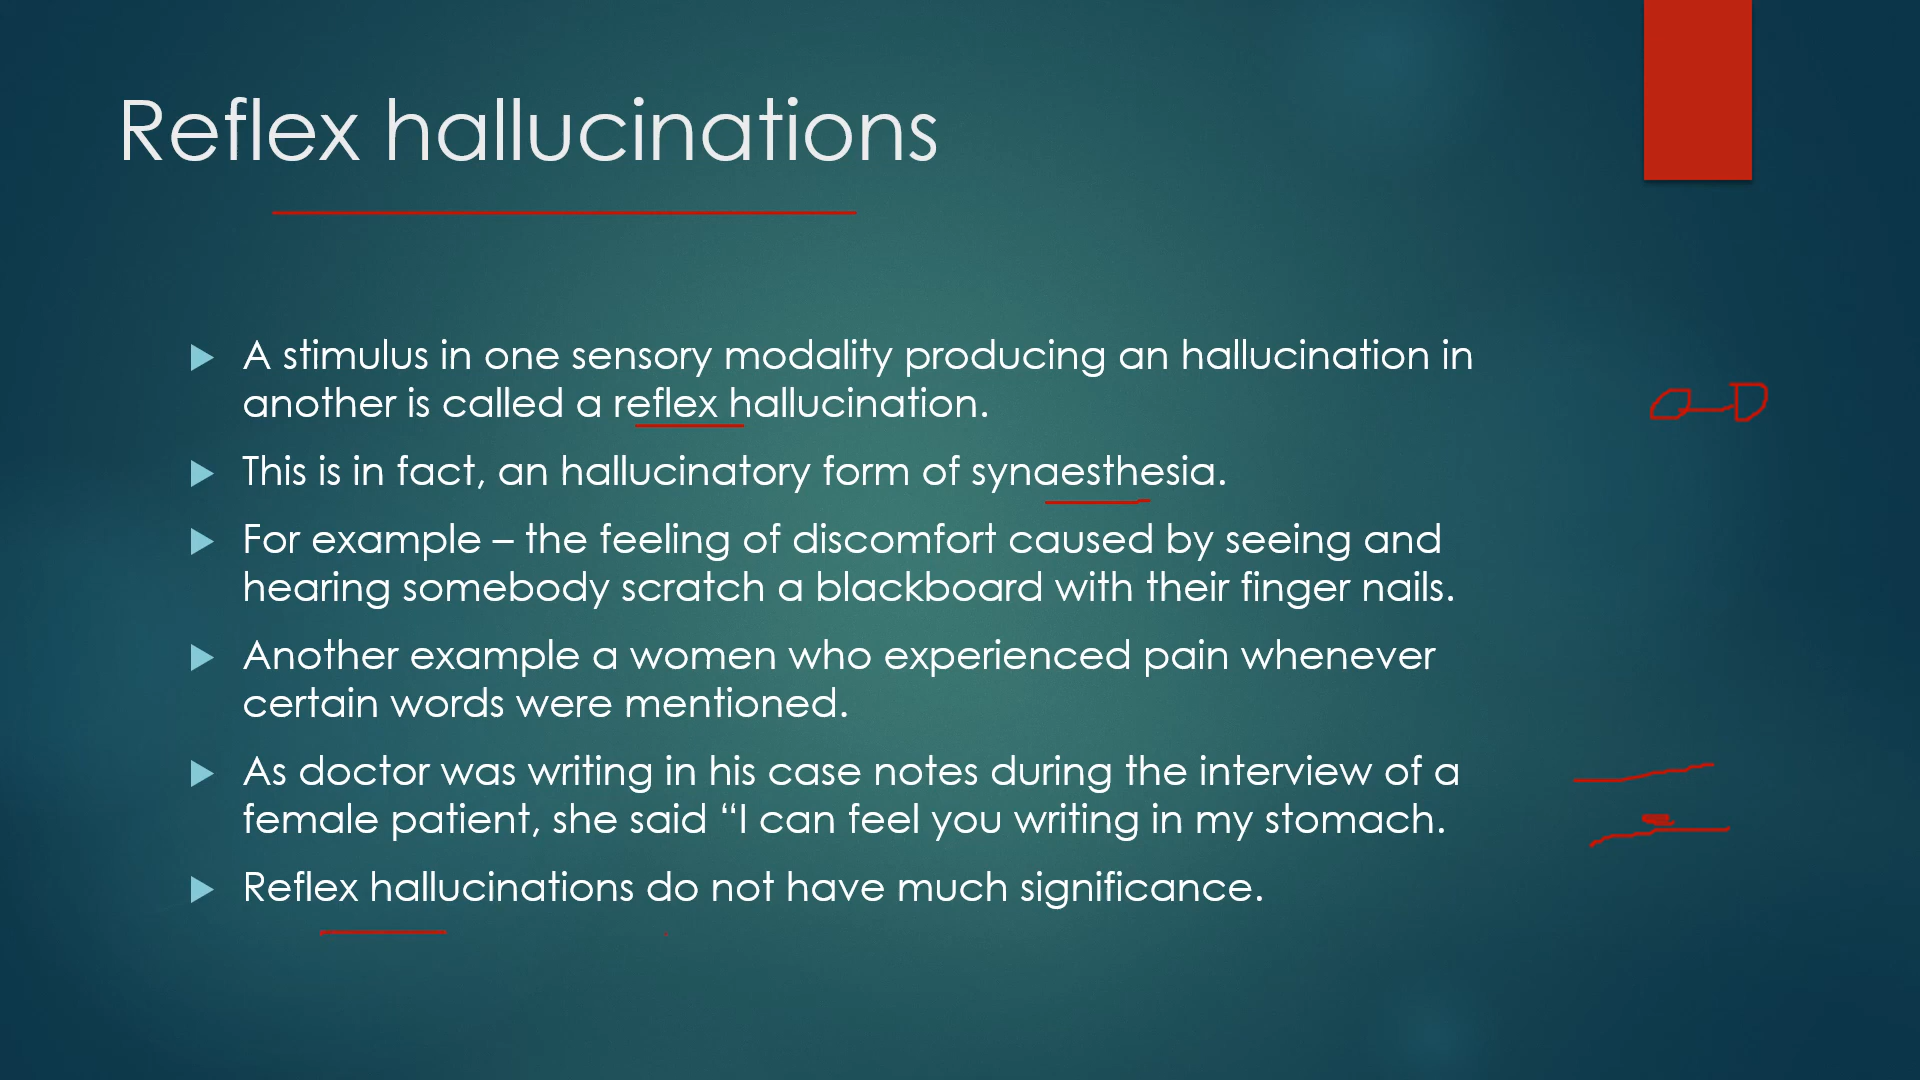 Reflex hallucinations
A stimulus in one sensory modality producing an hallucination in
another is called a reflex hallucination.
This is in fact, an hallucinatory form of synaesthesia.
For example – the feeling of discomfort caused by seeing and
hearing somebody scratch a blackboard with their finger nails.
Another example a women who experienced pain whenever
certain words were mentioned.
As doctor was writing in his case notes during the interview of a
female patient, she said “I can feel you writing in my stomach.
Reflex hallucinations do not have much significance.